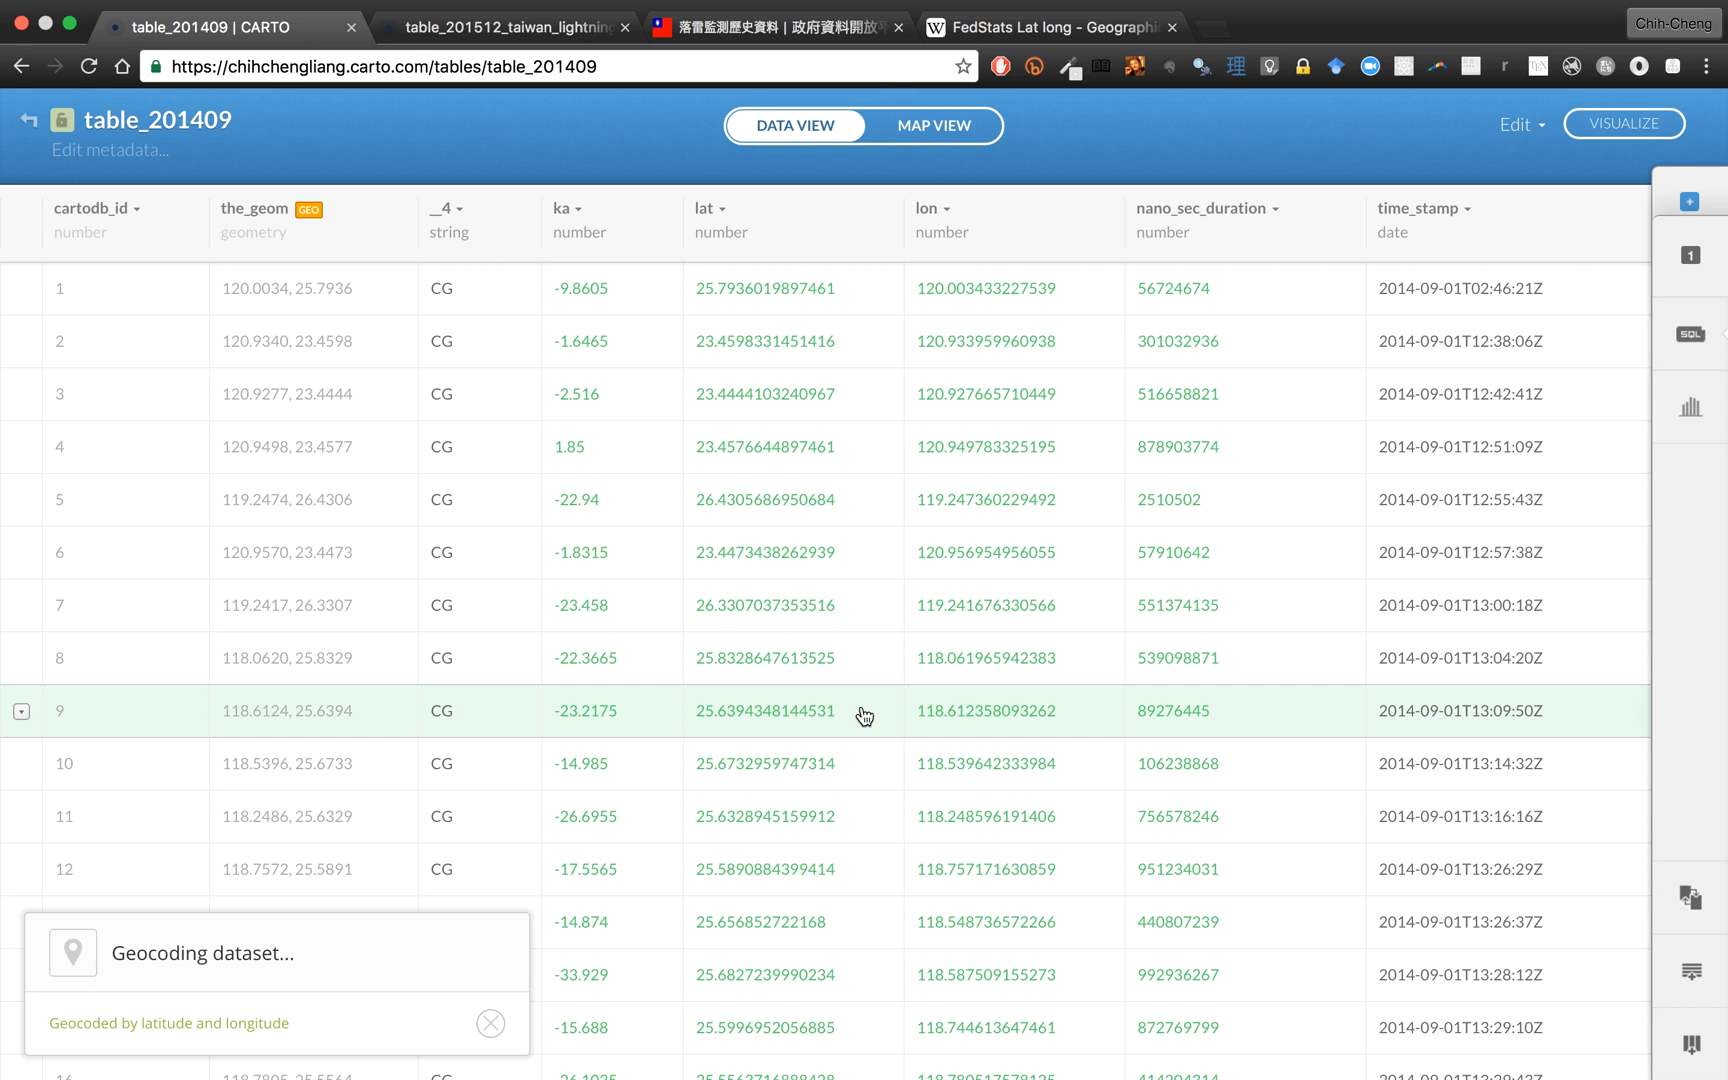 table_201409 | CARTO
table_201512_taiwan_lightning
落雷監測歷史資料 | 政府資料開放平
FedStats Lat long - Geographic
Chih-Cheng
https://chihchengliang.carto.com/tables/table_201409
table_201409
Edit metadata...
DATA VIEW
MAP VIEW
Edit
VISUALIZE
cartodb_id the_geom GEO __4 ka lat lon nano_sec_duration time_stamp
number geometry string number number number number date
1 120.0034, 25.7936 CG -9.8605 25.7936019897461 120.003433227539 56724674 2014-09-01T02:46:21Z
2 120.9340, 23.4598 CG -1.6465 23.4598331451416 120.933959960938 301032936 2014-09-01T12:38:06Z
3 120.9277, 23.4444 CG -2.516 23.4444103240967 120.927665710449 516658821 2014-09-01T12:42:41Z
4 120.9498, 23.4577 CG 1.85 23.4576644897461 120.949783325195 878903774 2014-09-01T12:51:09Z
5 119.2474, 26.4306 CG -22.94 26.4305686950684 119.247360229492 2510502 2014-09-01T12:55:43Z
6 120.9570, 23.4473 CG -1.8315 23.4473438262939 120.956954956055 57910642 2014-09-01T12:57:38Z
7 119.2417, 26.3307 CG -23.458 26.3307037353516 119.241676330566 551374135 2014-09-01T13:00:18Z
8 118.0620, 25.8329 CG -22.3665 25.8328647613525 118.061965942383 539098871 2014-09-01T13:04:20Z
9 118.6124, 25.6394 CG -23.2175 25.6394348144531 118.612358093262 89276445 2014-09-01T13:09:50Z
10 118.5396, 25.6733 CG -14.985 25.6732959747314 118.539642333984 106238868 2014-09-01T13:14:32Z
11 118.2486, 25.6329 CG -26.6955 25.6328945159912 118.248596191406 756578246 2014-09-01T13:16:16Z
12 118.7572, 25.5891 CG -17.5565 25.5890884399414 118.757171630859 951234031 2014-09-01T13:26:29Z
-14.874 25.656852722168 118.548736572266 440807239 2014-09-01T13:26:37Z
-33.929 25.6827239990234 118.587509155273 992936267 2014-09-01T13:28:12Z
-15.688 25.5996952056885 118.744613647461 872769799 2014-09-01T13:29:10Z
Geocoding dataset...
Geocoded by latitude and longitude
1
SQL